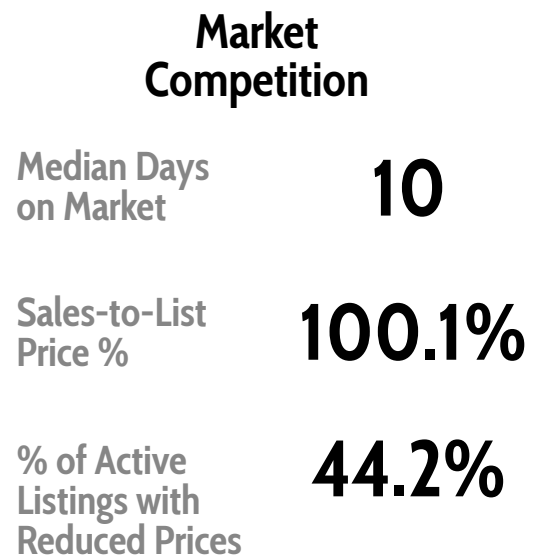 Market
Competition
Median Days
on Market
10
Sales-to-List
Price %
100.1%
% of Active
Listings with
Reduced Prices
44.2%